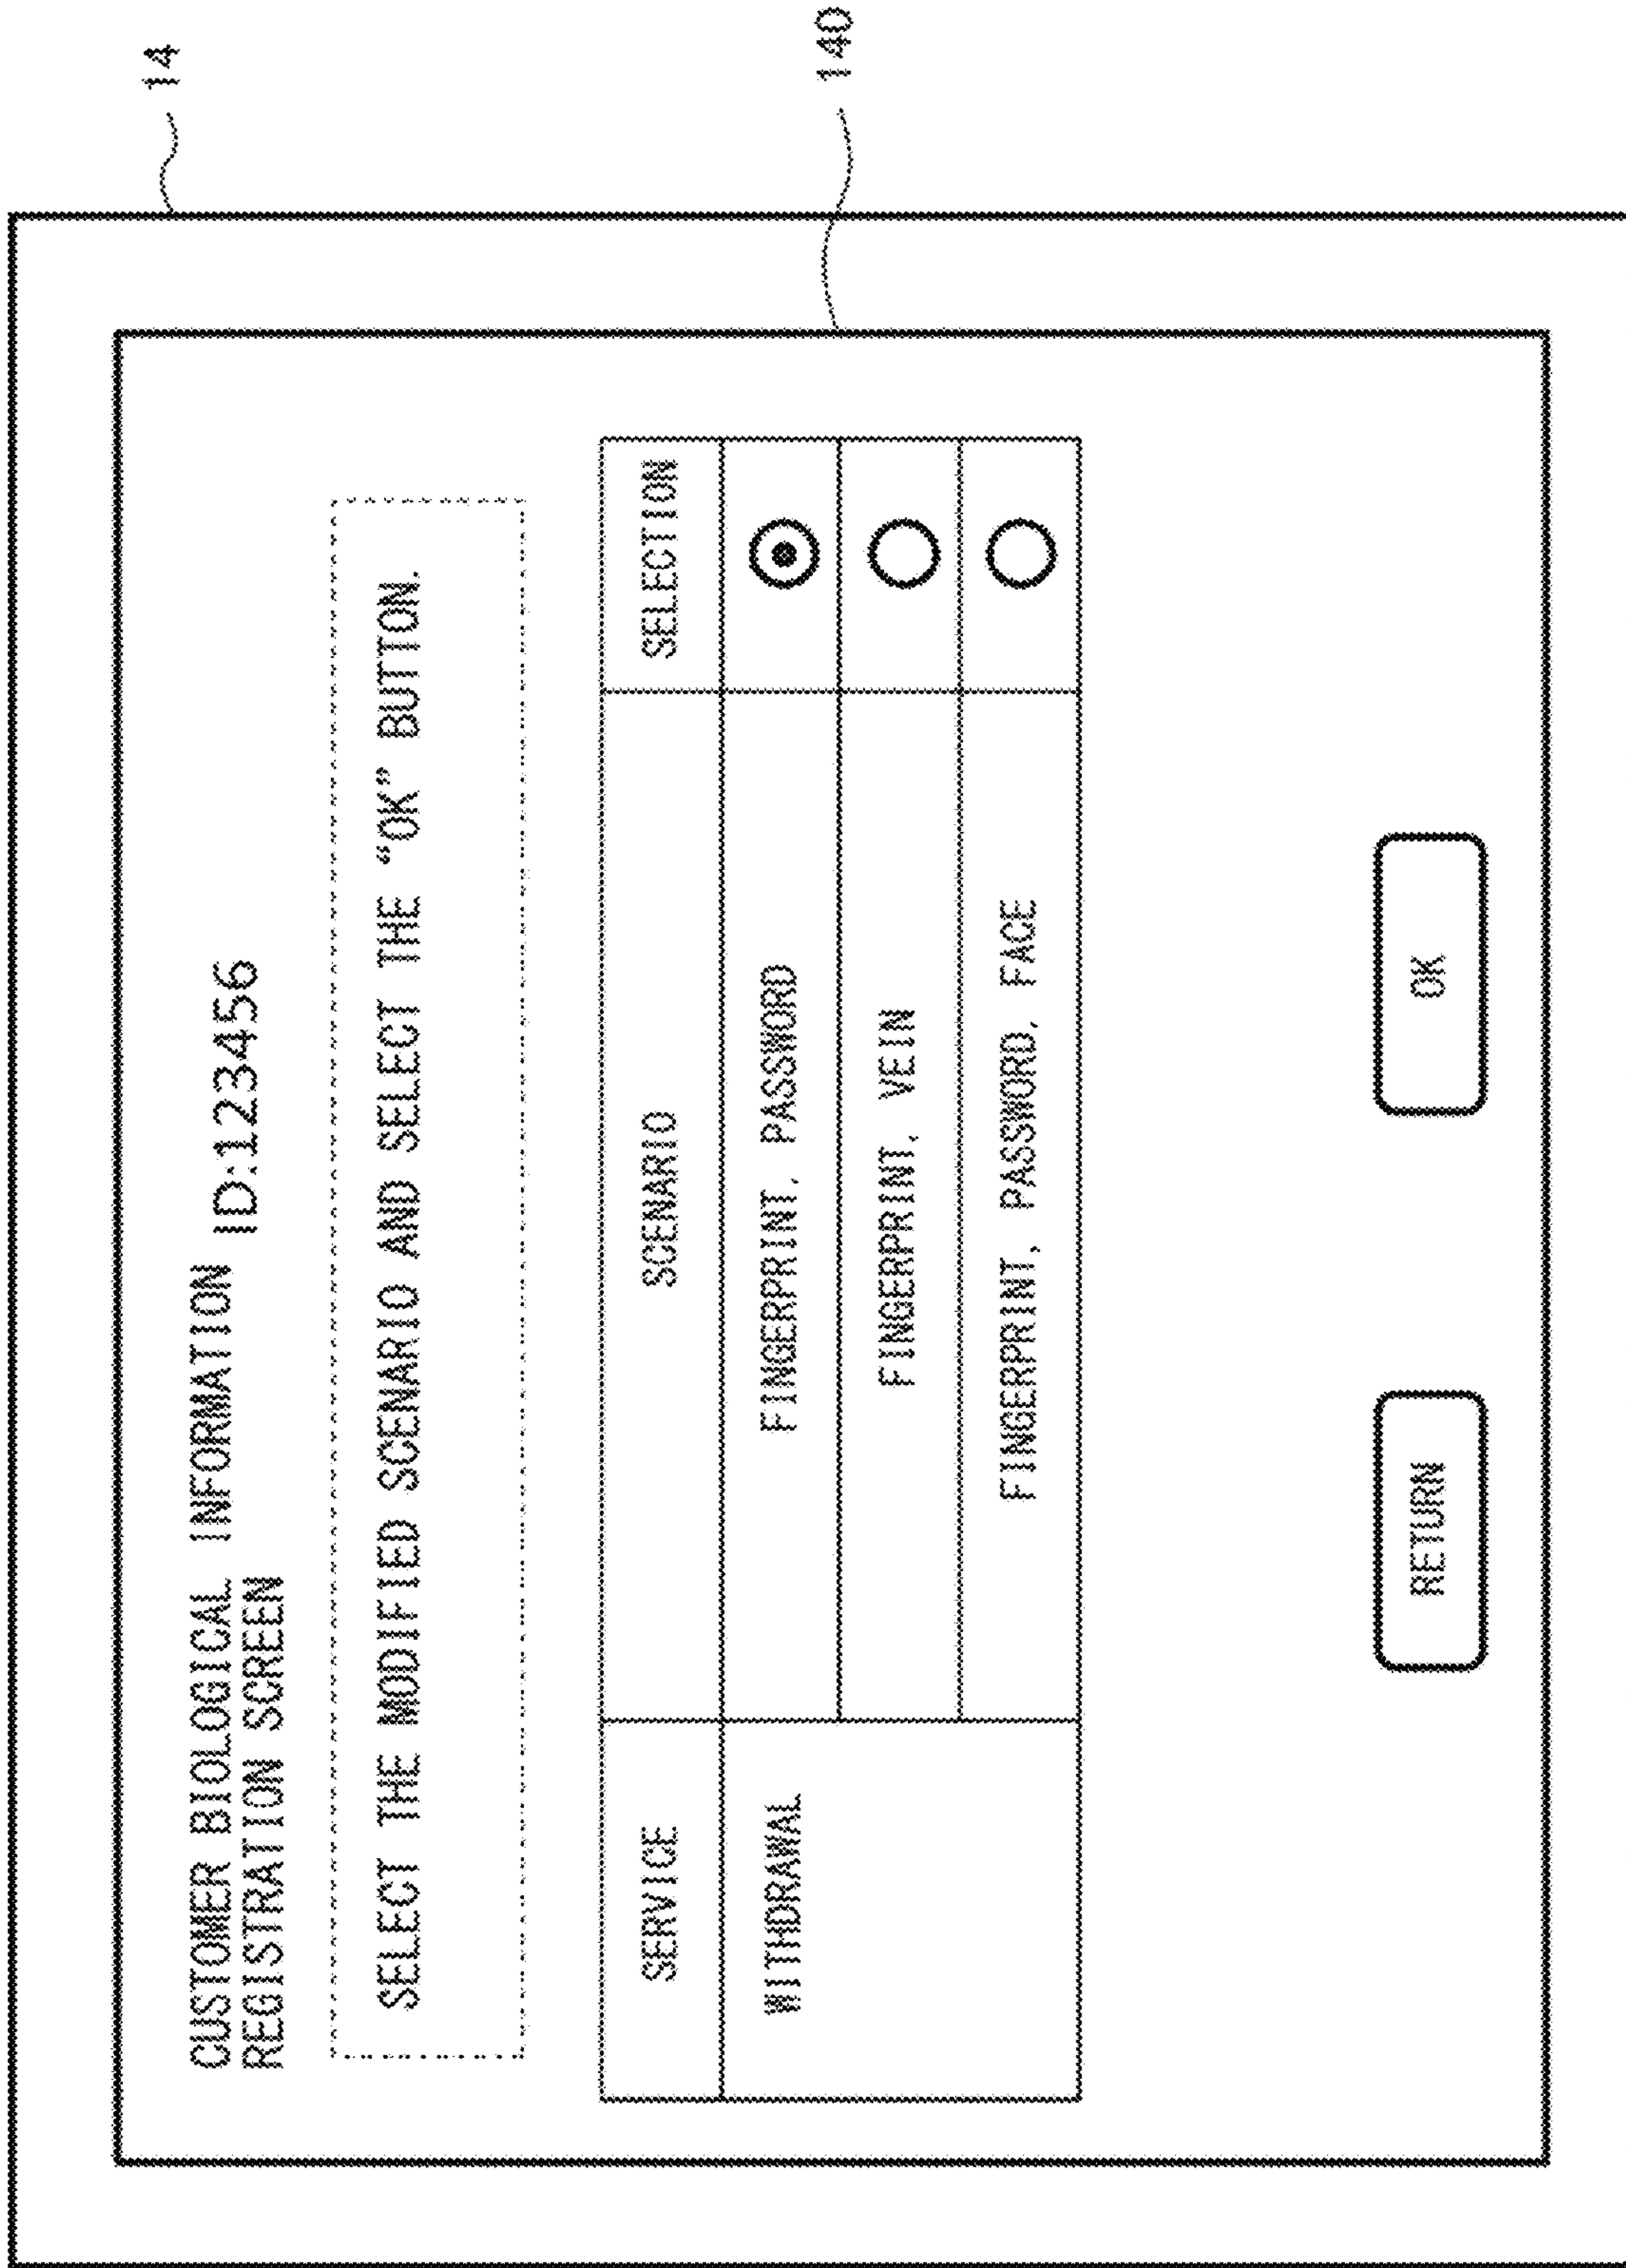 14
140
CUSTOMER BIOLOGICAL INFORMATION ID:123456
REGISTRATION SCREEN
SELECT THE MODIFIED SCENARIO AND SELECT THE “OK” BUTTON.
SERVICE SCENARIO SELECTION
WITHDRAWAL FINGERPRINT, PASSWORD
FINGERPRINT, VEIN
FINGERPRINT, PASSWORD, FACE
RETURN OK